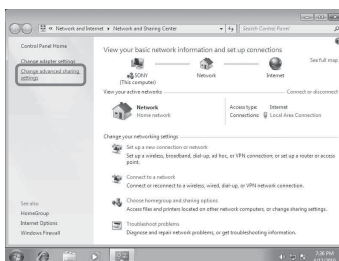 « Network and Internet ▸ Network and Sharing Center
Search Control Panel
Control Panel Home
Change adapter settings
Change advanced sharing
settings
See also
HomeGroup
Internet Options
Windows Firewall
View your basic network information and set up connections
See full map
SONY
(This computer)
Network
Internet
View your active networks
Connect or disconnect
Network
Home network
Access type: Internet
Connections: Local Area Connection
Change your networking settings
Set up a new connection or network
Set up a wireless, broadband, dial-up, ad hoc, or VPN connection; or set up a router or access
point.
Connect to a network
Connect or reconnect to a wireless, wired, dial-up, or VPN network connection.
Choose homegroup and sharing options
Access files and printers located on other network computers, or change sharing settings.
Troubleshoot problems
Diagnose and repair network problems, or get troubleshooting information.
7:36 PM